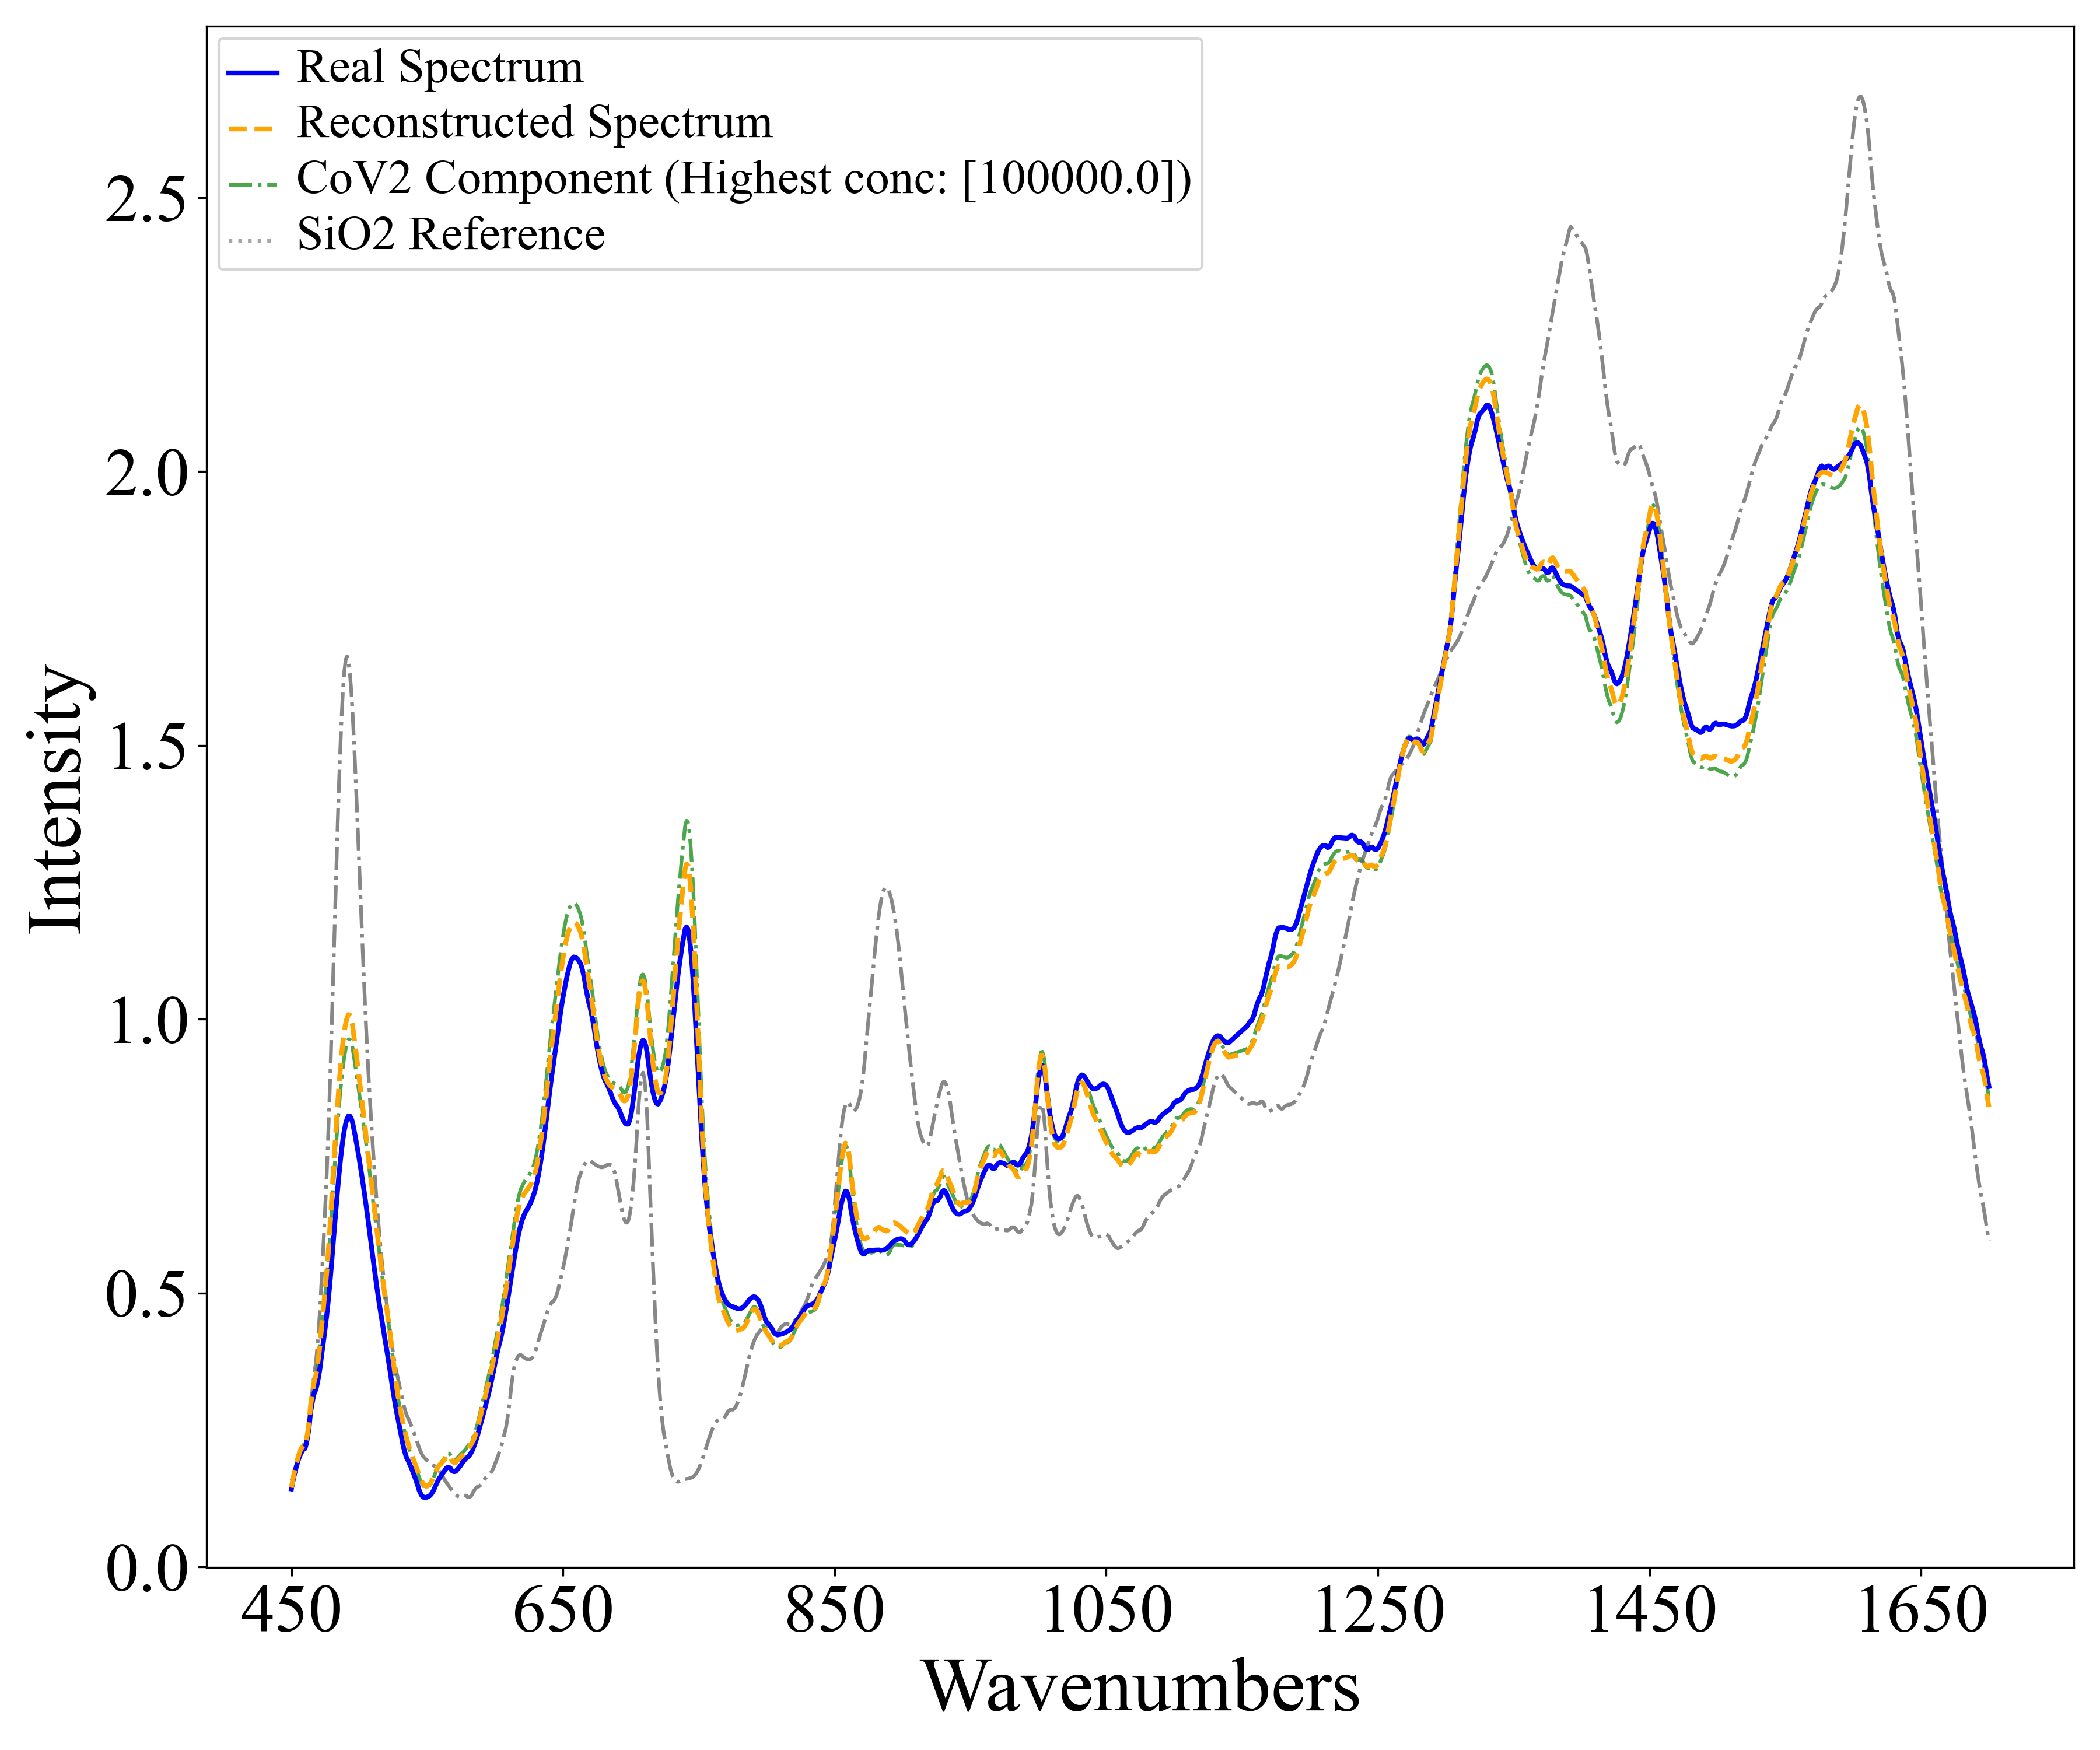 Real Spectrum
Reconstructed Spectrum
CoV2 Component (Highest conc: [100000.0])
SiO2 Reference
2.5
2.0
1.5
1.0
0.5
0.0
Intensity
450 650 850 1050 1250 1450 1650
Wavenumbers